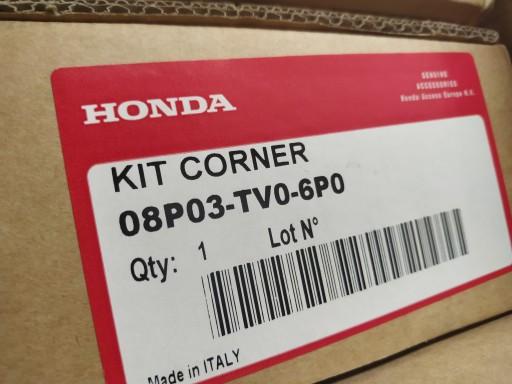 HONDA
GENUINE
ACCESSORIES
Honda Access Europe N.V.
KIT CORNER
08P03-TV0-6P0
Qty: 1 Lot N°
Made in ITALY